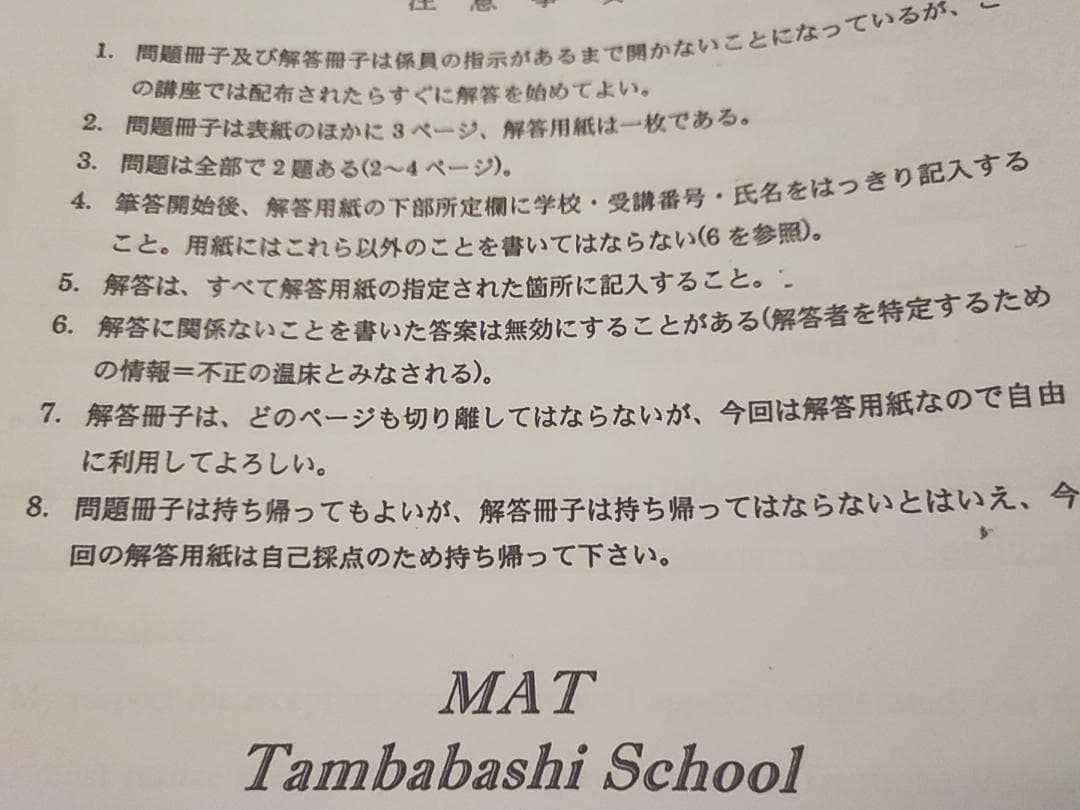 注意事
1. 問題冊子及び解答冊子は係員の指示があるまで開かないことになっているが、こ
の講座では配布されたらすぐに解答を始めてよい。
2. 問題冊子は表紙のほかに3ページ、解答用紙は一枚である。
3. 問題は全部で2題ある(2～4ページ)。
4. 筆答開始後、解答用紙の下部所定欄に学校・受講番号・氏名をはっきり記入する
こと。用紙にはこれら以外のことを書いてはならない(6を参照)。
5. 解答は、すべて解答用紙の指定された箇所に記入すること。
6. 解答に関係ないことを書いた答案は無効にすることがある(解答者を特定するため
の情報＝不正の温床とみなされる)。
7. 解答冊子は、どのページも切り離してはならないが、今回は解答用紙なので自由
に利用してよろしい。
8. 問題冊子は持ち帰ってもよいが、解答冊子は持ち帰ってはならないとはいえ、今
回の解答用紙は自己採点のため持ち帰って下さい。
MAT
Tambabashi School